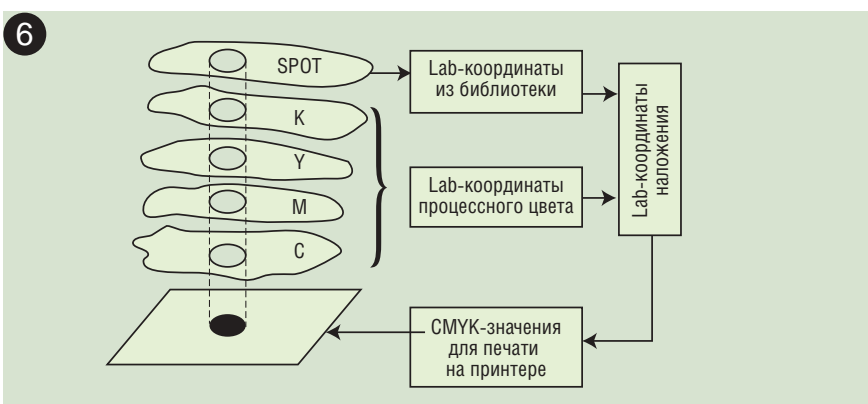 6
SPOT
K
Y
M
C
Lab-координаты
из библиотеки
Lab-координаты
процессного цвета
Lab-координаты
наложения
CMYK-значения
для печати
на принтере